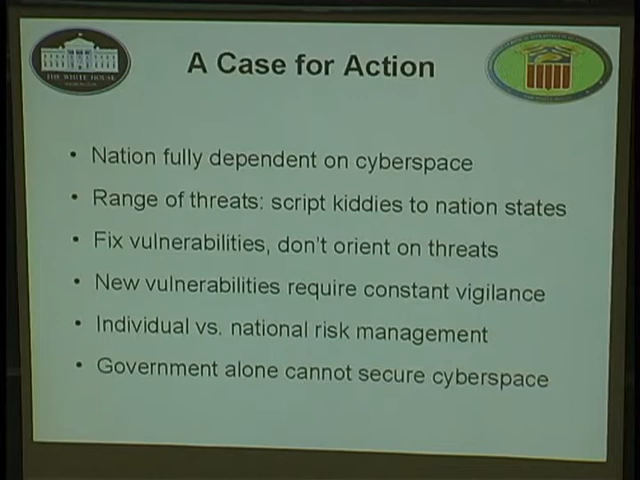 A Case for Action
THE WHITE HOUSE
• Nation fully dependent on cyberspace
• Range of threats: script kiddies to nation states
• Fix vulnerabilities, don't orient on threats
• New vulnerabilities require constant vigilance
• Individual vs. national risk management
• Government alone cannot secure cyberspace